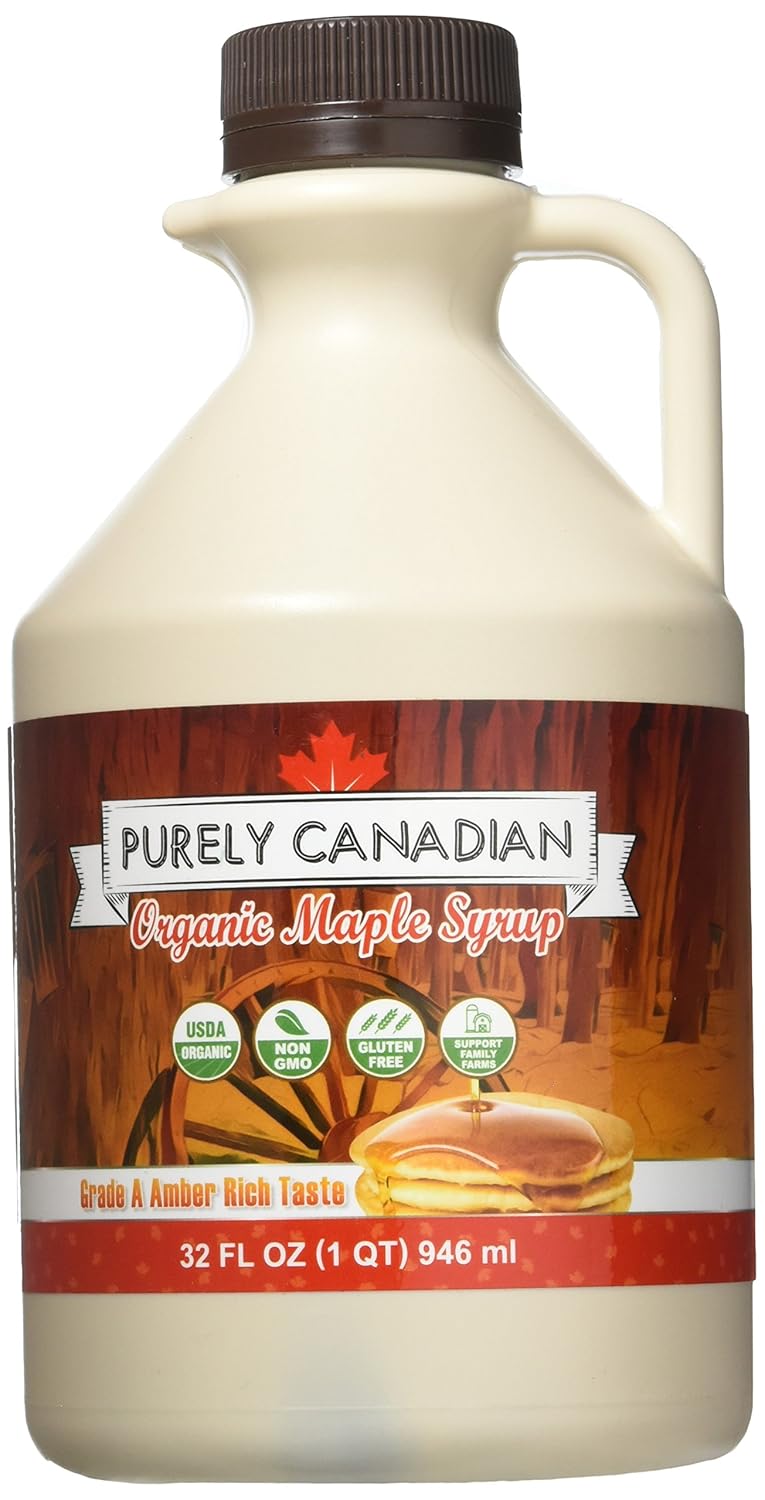 PURELY CANADIAN
Organic Maple Syrup
USDA
ORGANIC
NON
GMO
GLUTEN
FREE
SUPPORT
FAMILY
FARMS
Grade A Amber Rich Taste
32 FL OZ (1 QT) 946 ml